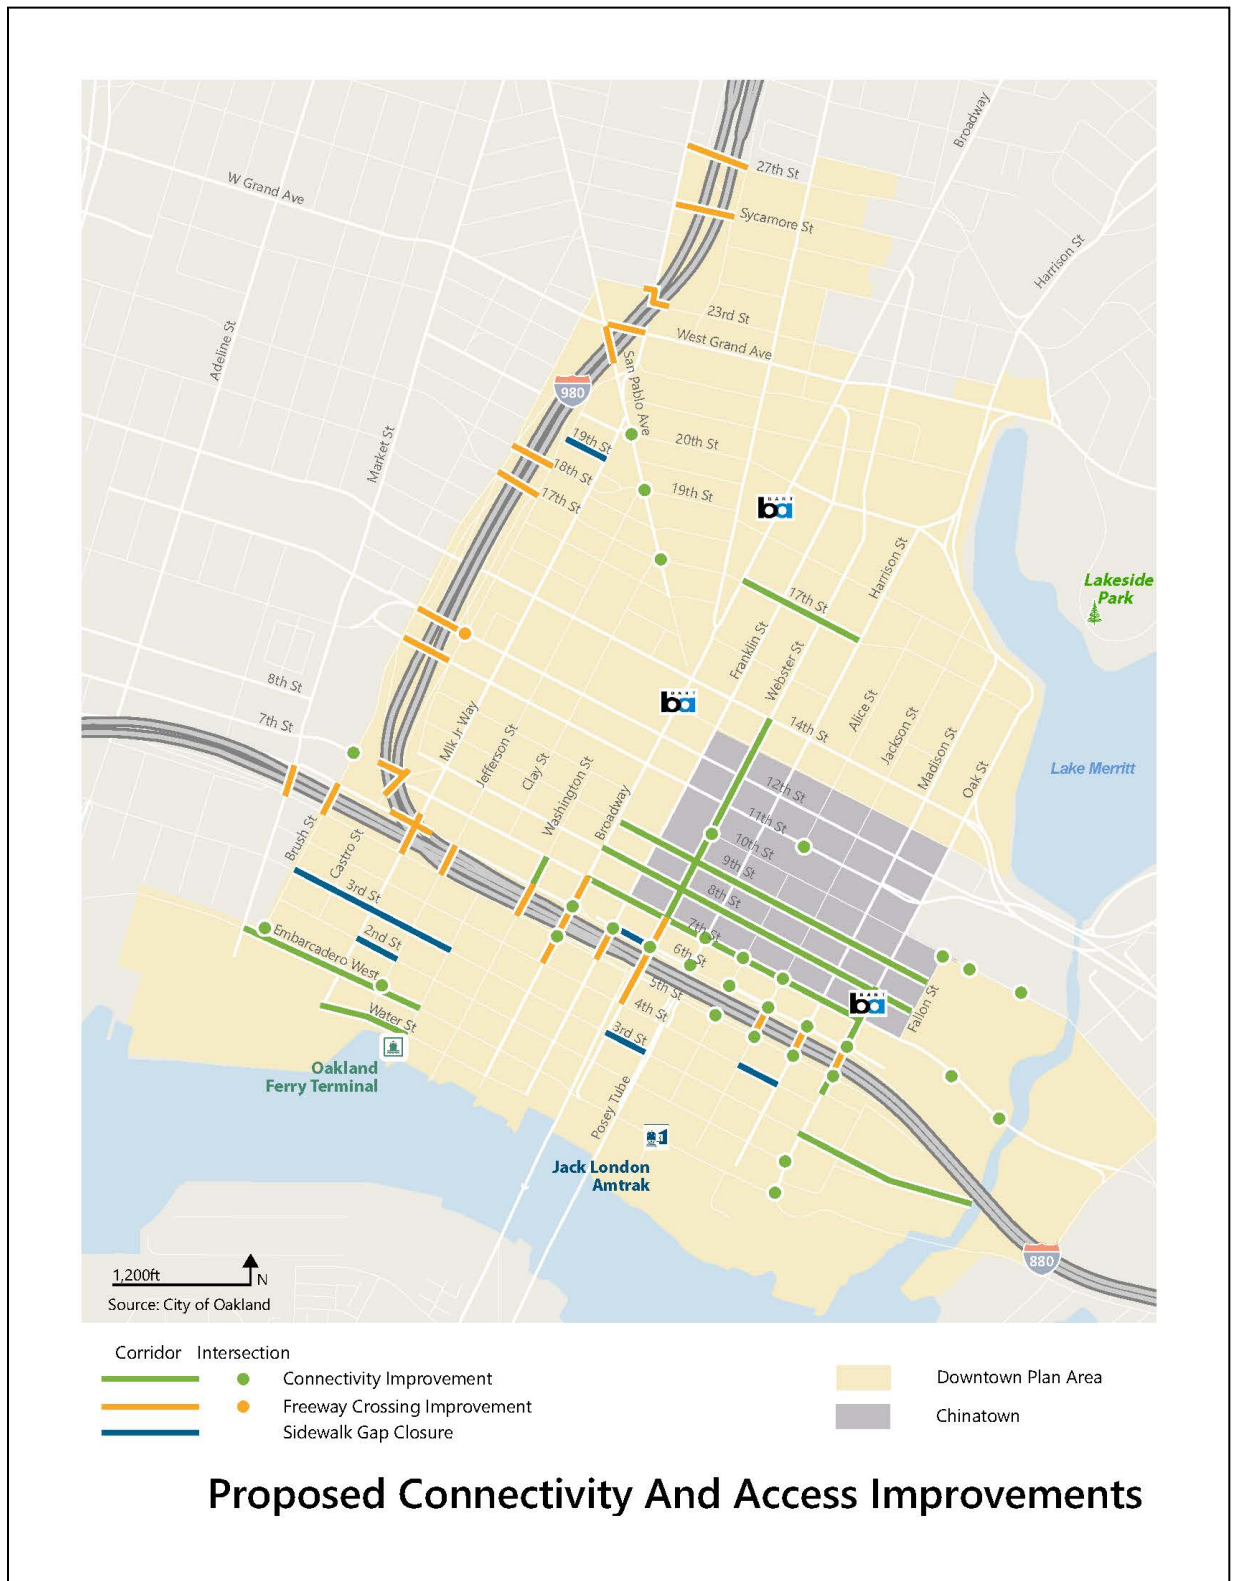 Broadway
27th St
W Grand Ave
Sycamore St
Harrison St
23rd St
West Grand Ave
Adeline St
San Pablo Ave
980
Market St
19th St
20th St
18th St
19th St
17th St
BART
ba
Harrison St
Lakeside
Park
17th St
Franklin St
Webster St
8th St
BART
ba
7th St
Mlk Jr Way
Jefferson St
Clay St
Washington St
Broadway
14th St
Alice St
Jackson St
Madison St
Oak St
Lake Merritt
12th St
11th St
10th St
9th St
8th St
7th St
6th St
5th St
4th St
3rd St
Brush St
Castro St
3rd St
2nd St
Embarcadero West
Water St
BART
ba
Fallon St
Oakland
Ferry Terminal
Posey Tube
Jack London
Amtrak
880
1,200ft
N
Source: City of Oakland
Corridor Intersection
Connectivity Improvement
Freeway Crossing Improvement
Sidewalk Gap Closure
Downtown Plan Area
Chinatown
Proposed Connectivity And Access Improvements